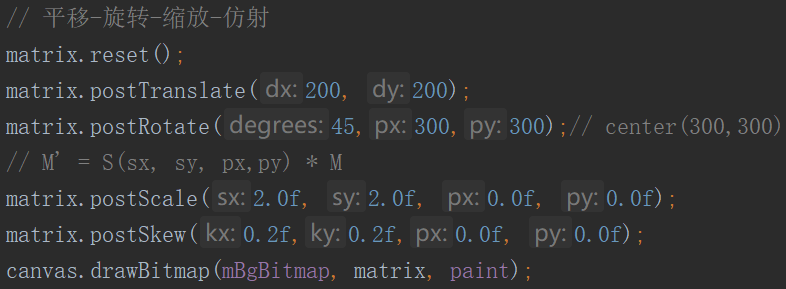 // 平移-旋转-缩放-仿射
matrix.reset();
matrix.postTranslate( dx: 200, dy: 200);
matrix.postRotate( degrees: 45, px: 300, py: 300);// center(300,300)
// M' = S(sx, sy, px,py) * M
matrix.postScale( sx: 2.0f, sy: 2.0f, px: 0.0f, py: 0.0f);
matrix.postSkew( kx: 0.2f, ky: 0.2f, px: 0.0f, py: 0.0f);
canvas.drawBitmap(mBgBitmap, matrix, paint);